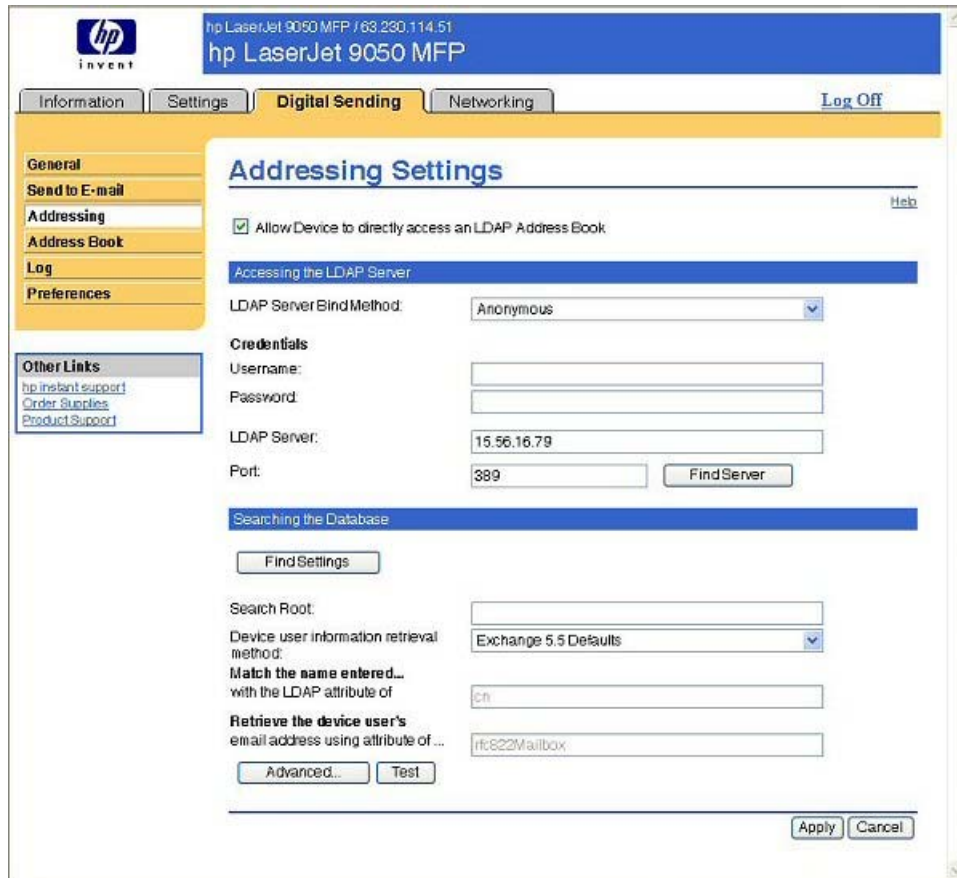 hp
invent
hp LaserJet 9050 MFP / 63.230.114.51
hp LaserJet 9050 MFP
Information
Settings
Digital Sending
Networking
Log Off
General
Send to E-mail
Addressing
Address Book
Log
Preferences
Other Links
hp instant support
Order Supplies
Product Support
Addressing Settings
Help
Allow Device to directly access an LDAP Address Book
Accessing the LDAP Server
LDAP Server Bind Method:
Anonymous
Credentials
Username:
Password:
LDAP Server:
15.56.16.79
Port:
389
Find Server
Searching the Database
Find Settings
Search Root:
Device user information retrieval
method:
Exchange 5.5 Defaults
Match the name entered...
with the LDAP attribute of
cn
Retrieve the device user's
email address using attribute of ...
rfc822Mailbox
Advanced...
Test
Apply
Cancel